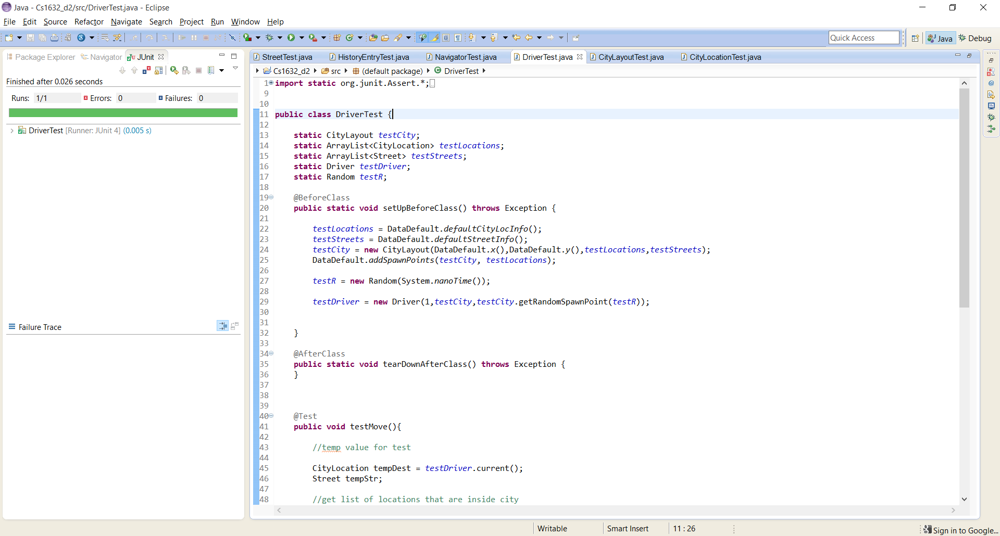 Java - Cs1632_d2/src/DriverTest.java - Eclipse
File Edit Source Refactor Navigate Search Project Run Window Help
Quick Access
Java
Debug
Package Explorer
Navigator
JUnit
Finished after 0.026 seconds
Runs: 1/1 Errors: 0 Failures: 0
DriverTest [Runner: JUnit 4] (0.005 s)
Failure Trace
StreetTest.java
HistoryEntryTest.java
NavigatorTest.java
DriverTest.java
CityLayoutTest.java
CityLocationTest.java
Cs1632_d2
src
(default package)
DriverTest
1 import static org.junit.Assert.*;
9
10
11 public class DriverTest {
12
13 static CityLayout testCity;
14 static ArrayList<CityLocation> testLocations;
15 static ArrayList<Street> testStreets;
16 static Driver testDriver;
17 static Random testR;
18
19 @BeforeClass
20 public static void setUpBeforeClass() throws Exception {
21
22 testLocations = DataDefault.defaultCityLocInfo();
23 testStreets = DataDefault.defaultStreetInfo();
24 testCity = new CityLayout(DataDefault.x(),DataDefault.y(),testLocations,testStreets);
25 DataDefault.addSpawnPoints(testCity, testLocations);
26
27 testR = new Random(System.nanoTime());
28
29 testDriver = new Driver(1,testCity,testCity.getRandomSpawnPoint(testR));
30
31
32 }
33
34 @AfterClass
35 public static void tearDownAfterClass() throws Exception {
36 }
37
38
39
40 @Test
41 public void testMove(){
42
43 //temp value for test
44
45 CityLocation tempDest = testDriver.current();
46 Street tempStr;
47
48 //get list of locations that are inside city
Writable
Smart Insert
11 : 26
Sign in to Google...